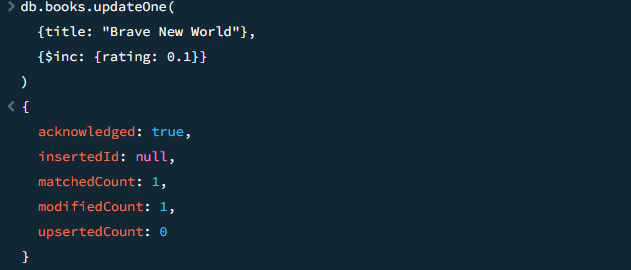 > db.books.updateOne(
{title: "Brave New World"},
{$inc: {rating: 0.1}}
)
< {
acknowledged: true,
insertedId: null,
matchedCount: 1,
modifiedCount: 1,
upsertedCount: 0
}